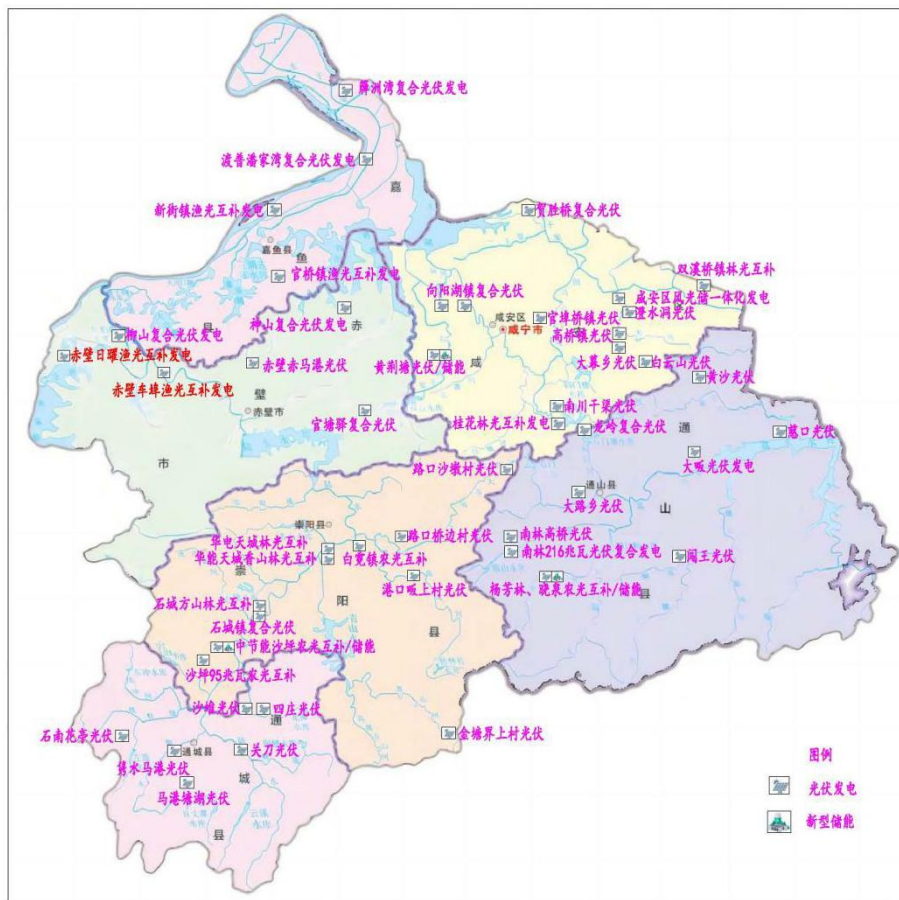 簰洲湾复合光伏发电
渡普潘家湾复合光伏发电
嘉
新街镇渔光互补发电
贺胜桥复合光伏
嘉鱼县
鱼
官桥镇渔光互补发电
双溪桥镇林光互补
向阳湖镇复合光伏
咸安区风光储一体化发电
神山复合光伏发电
咸安区
官埠桥镇光伏
澄水洞光伏
赤
咸宁市
安
县
柳山复合光伏发电
高桥镇光伏
赤壁日曜渔光互补发电
赤壁赤马港光伏
黄荆塘光伏/储能
咸
大幕乡光伏
白云山光伏
赤壁车埠渔光互补发电
黄沙光伏
壁
赤壁市
官塘驿复合光伏
南川干渠光伏
桂花林光互补发电
龙岭复合光伏
通
慈口光伏
市
路口沙墩村光伏
大畈光伏发电
通山县
大路乡光伏
山
崇阳县
华电天城林光互补
路口桥边村光伏
南林高桥光伏
华能天城香山林光互补
白霓镇农光互补
南林216兆瓦光伏复合发电
闯王光伏
崇
港口畈上村光伏
杨芳林、晓泉农光互补/储能
县
石城方山林光互补
阳
石城镇复合光伏
县
中节能沙坪农光互补/储能
沙坪95兆瓦农光互补
沙堆光伏
四庄光伏
通
石南花亭光伏
金塘界上村光伏
通城县
关刀光伏
隽水马港光伏
城
图例
马港塘湖光伏
光伏发电
云溪
水库
县
新型储能